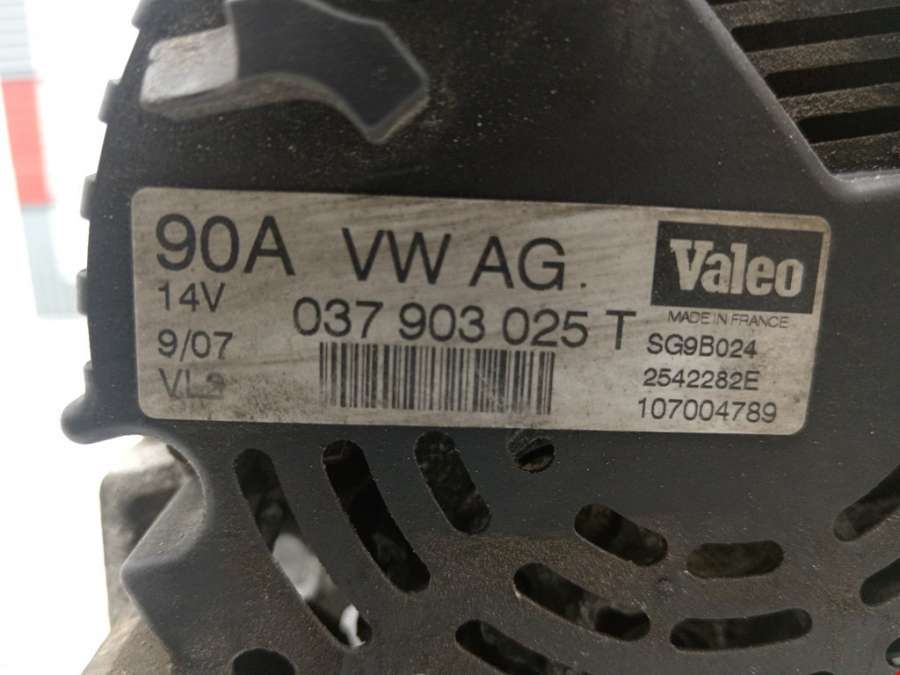 90A VW AG
14V
037 903 025 T
9/07
Valeo
MADE IN FRANCE
SG9B024
2542282E
107004789